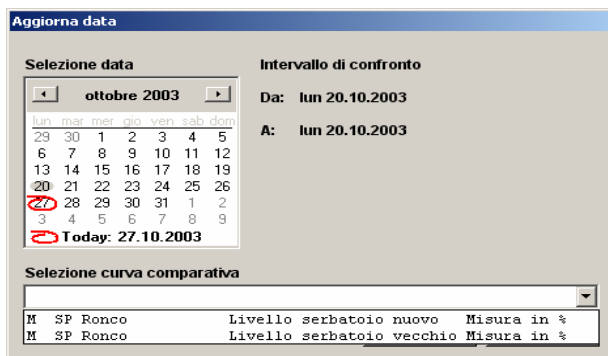 Aggiorna data
Selezione data
ottobre 2003
lun mar mer gio ven sab dom
29 30 1 2 3 4 5
6 7 8 9 10 11 12
13 14 15 16 17 18 19
20 21 22 23 24 25 26
27 28 29 30 31 1 2
3 4 5 6 7 8 9
Today: 27.10.2003
Intervallo di confronto
Da: lun 20.10.2003
A: lun 20.10.2003
Selezione curva comparativa
M SP Ronco Livello serbatoio nuovo Misura in %
M SP Ronco Livello serbatoio vecchio Misura in %